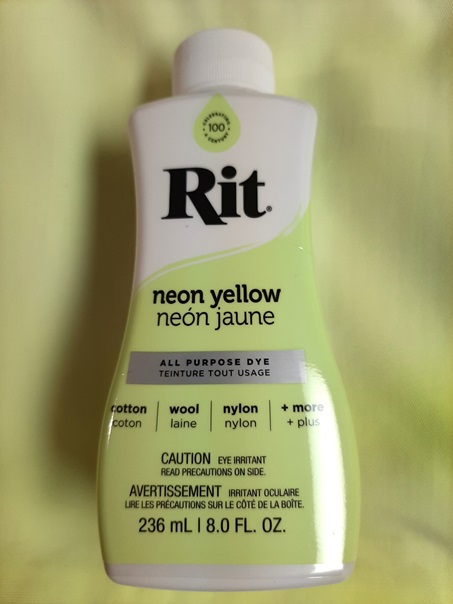 CELEBRATING
100
CENTURY
Rit®
neon yellow
neón jaune
ALL PURPOSE DYE
TEINTURE TOUT USAGE
cotton | wool | nylon | + more
coton | laine | nylon | + plus
CAUTION EYE IRRITANT
READ PRECAUTIONS ON SIDE.
AVERTISSEMENT IRRITANT OCULAIRE
LIRE LES PRÉCAUTIONS SUR LE CÔTÉ DE LA BOÎTE.
236 mL | 8.0 FL. OZ.